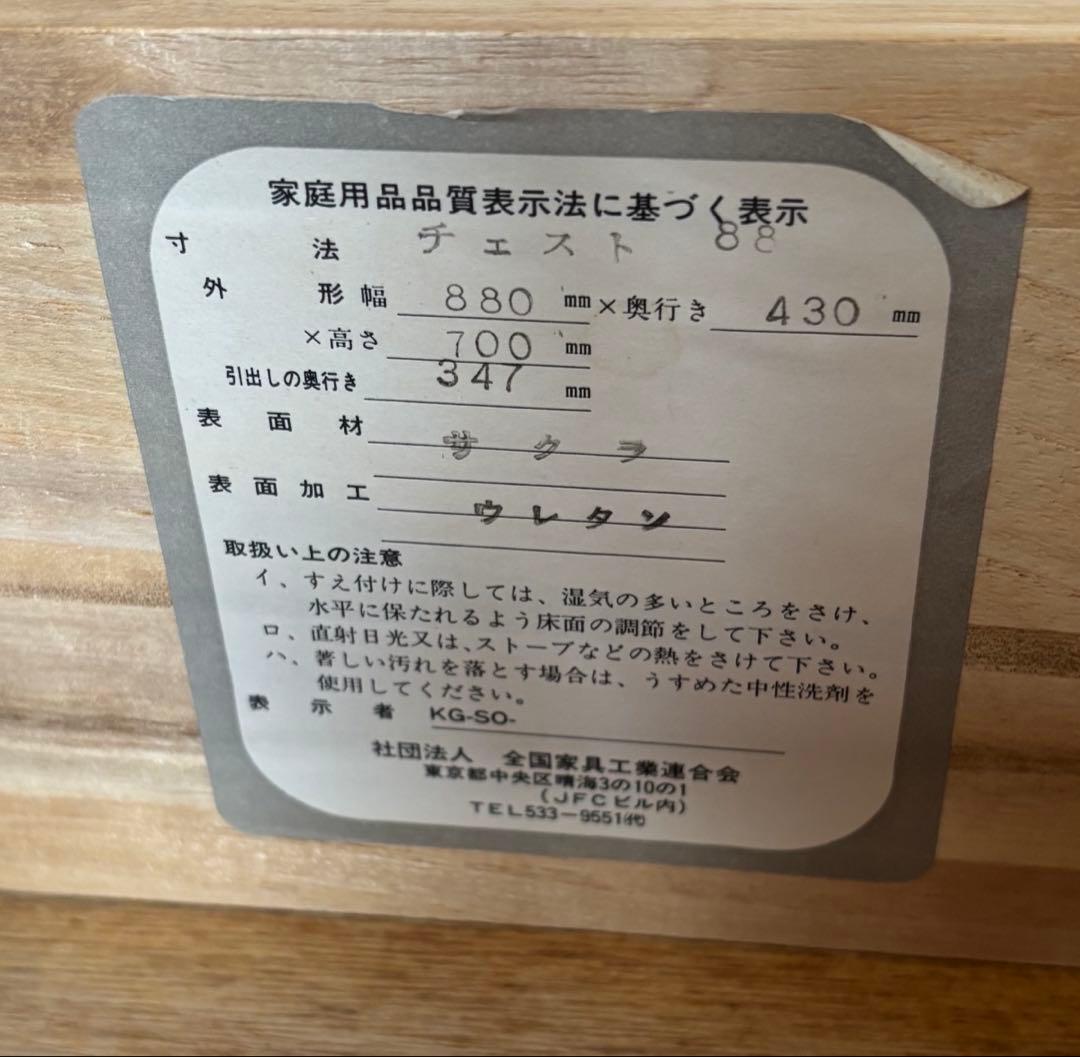 家庭用品品質表示法に基づく表示
寸法 チェスト 88
外形幅 880 mm×奥行き 430 mm
×高さ 700 mm
引出しの奥行き 347 mm
表面材 サクラ
表面加工 ウレタン
取扱い上の注意
イ、すえ付けに際しては、湿気の多いところをさけ、
水平に保たれるよう床面の調節をして下さい。
ロ、直射日光又は、ストーブなどの熱をさけて下さい。
ハ、著しい汚れを落とす場合は、うすめた中性洗剤を
使用してください。
表示者 KG-SO-
社団法人 全国家具工業連合会
東京都中央区晴海3の10の1
(JFCビル内)
TEL533-9551㈹